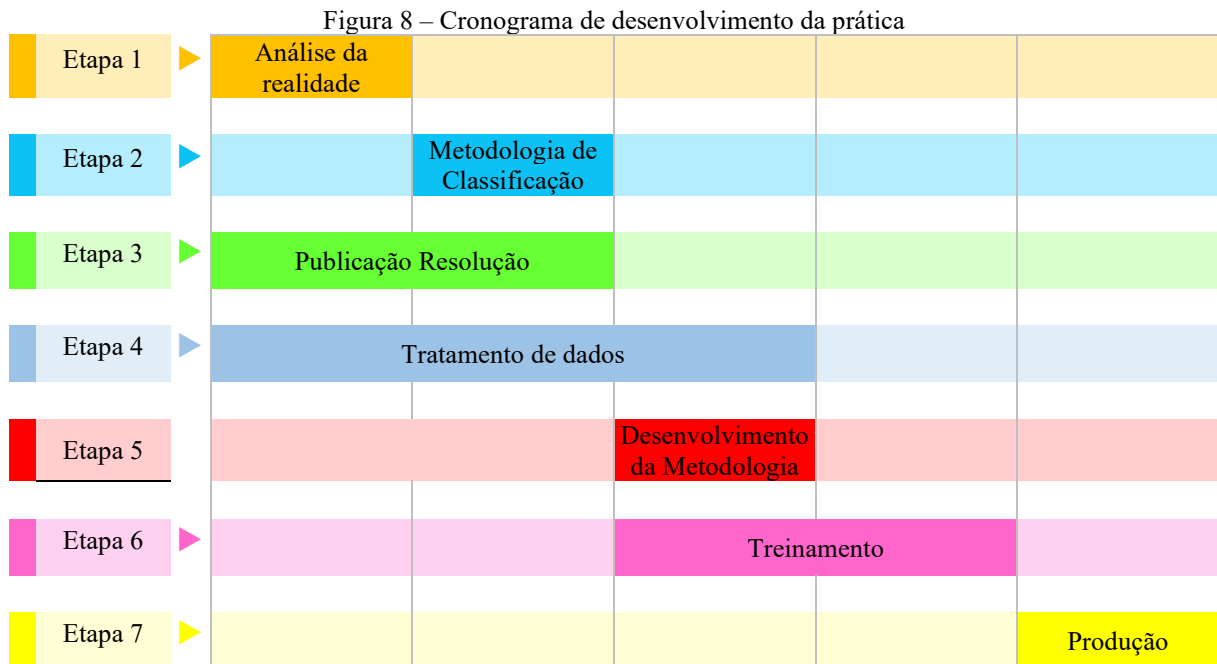 Figura 8 – Cronograma de desenvolvimento da prática
Etapa 1
Análise da
realidade
Etapa 2
Metodologia de
Classificação
Etapa 3
Publicação Resolução
Etapa 4
Tratamento de dados
Etapa 5
Desenvolvimento
da Metodologia
Etapa 6
Treinamento
Etapa 7
Produção